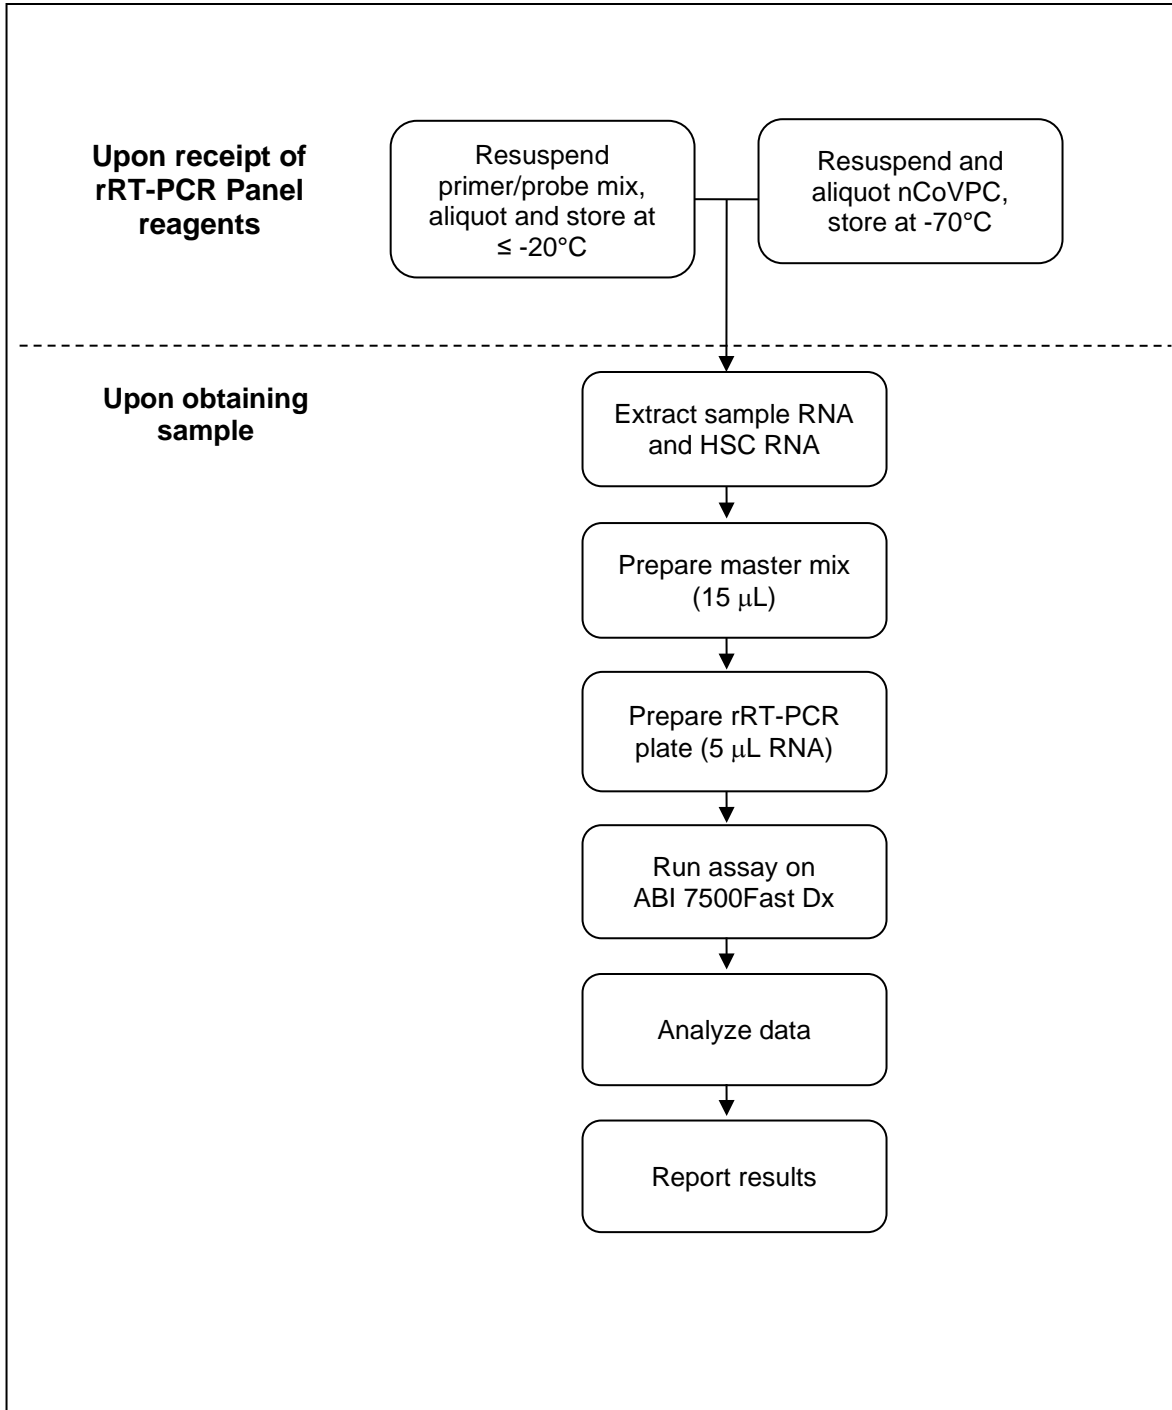 Upon receipt of
rRT-PCR Panel
reagents
Resuspend
primer/probe mix,
aliquot and store at
≤ -20°C
Resuspend and
aliquot nCoVPC,
store at -70°C
Upon obtaining
sample
Extract sample RNA
and HSC RNA
Prepare master mix
(15 μL)
Prepare rRT-PCR
plate (5 μL RNA)
Run assay on
ABI 7500Fast Dx
Analyze data
Report results